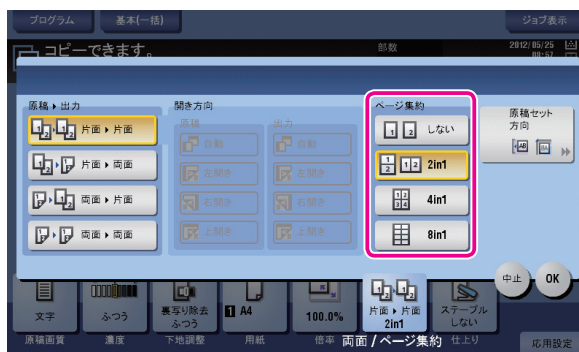 プログラム
基本(一括)
ジョブ表示
コピーできます。
部数
2012/05/25
09:57
原稿 ▶ 出力
開き方向
ページ集約
原稿セット
方向
原稿
出力
片面 ▶ 片面
自動
自動
しない
片面 ▶ 両面
左開き
左開き
2in1
両面 ▶ 片面
右開き
右開き
4in1
両面 ▶ 両面
上開き
上開き
8in1
中止
OK
文字
ふつう
裏写り除去
ふつう
1 A4
100.0%
片面 ▶ 片面
2in1
ステープル
しない
原稿画質
濃度
下地調整
用紙
倍率
両面 / ページ集約
仕上り
応用設定